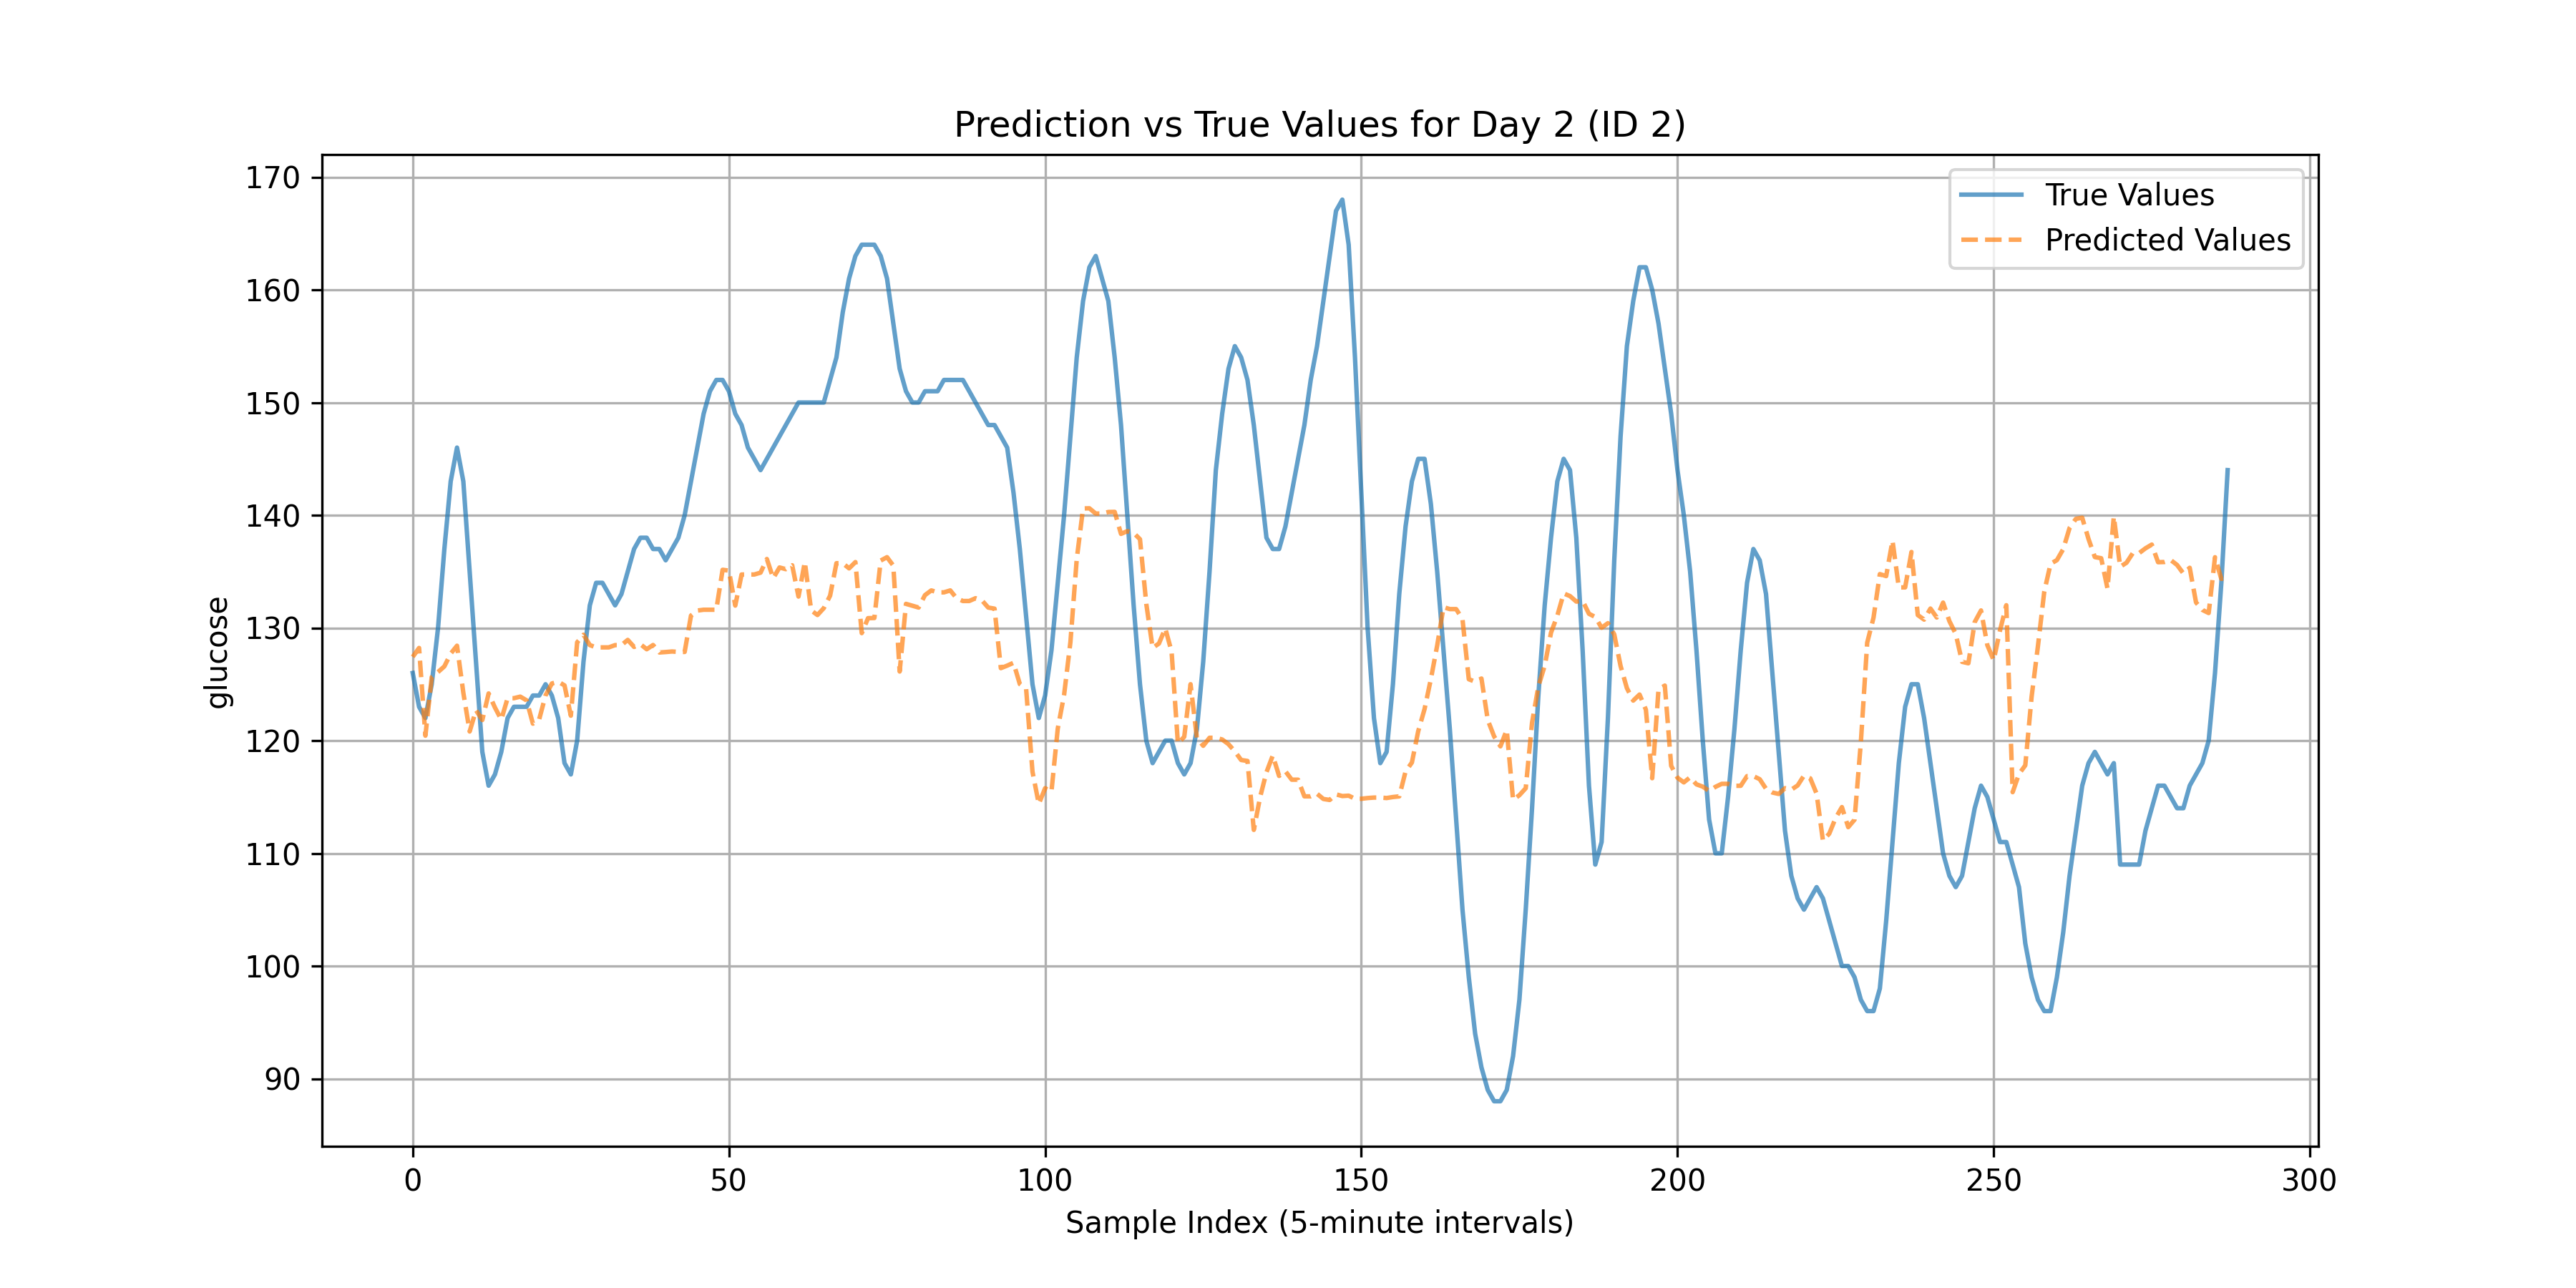 Prediction vs True Values for Day 2 (ID 2)
True Values
Predicted Values
glucose
170
160
150
140
130
120
110
100
90
0 50 100 150 200 250 300
Sample Index (5-minute intervals)